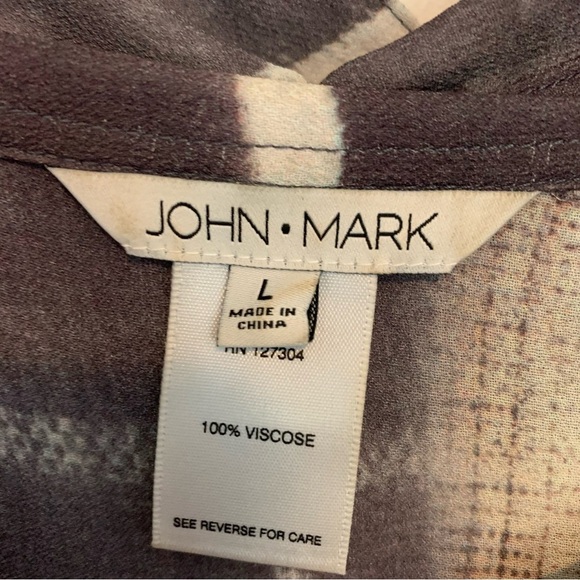 JOHN • MARK
L
MADE IN
CHINA
RN 127304
100% VISCOSE
SEE REVERSE FOR CARE